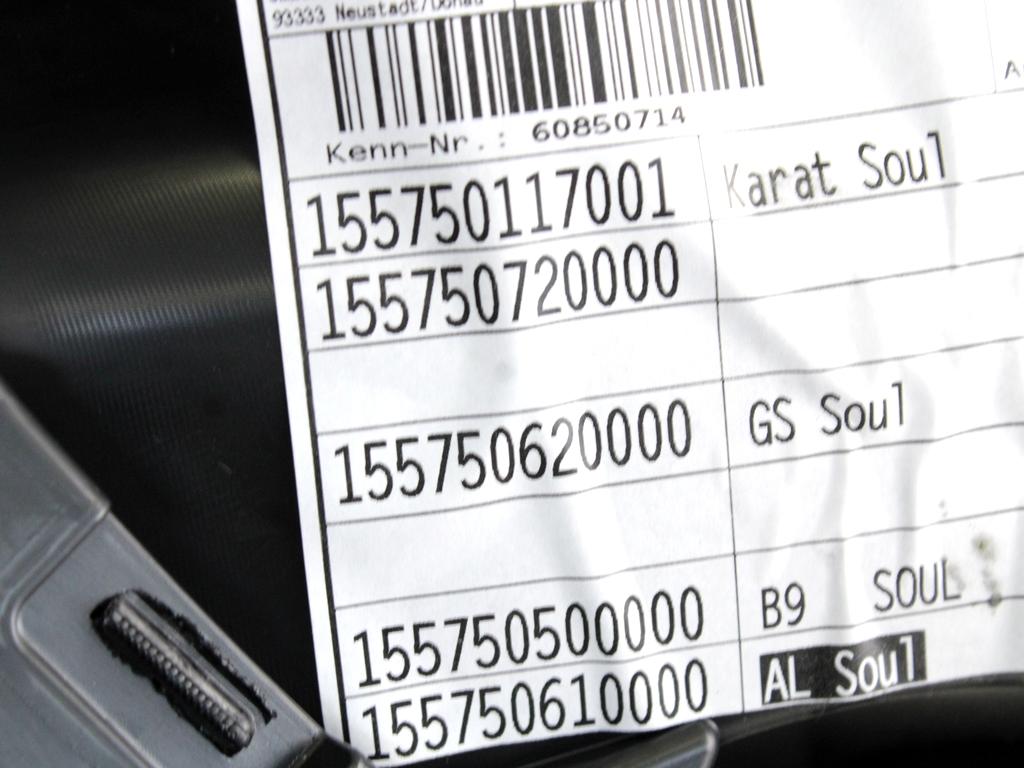 93333 Neustadt/Donau
Kenn-Nr.: 60850714
155750117001 Karat Soul
155750720000
155750620000 GS Soul
155750500000 B9 SOUL
155750610000 AL Soul